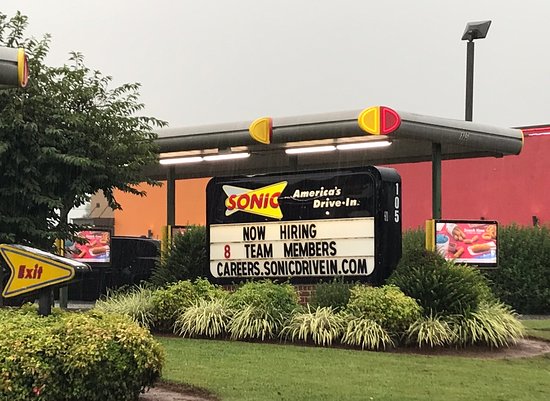 SONIC
America's
Drive-In.
NOW HIRING
8 TEAM MEMBERS
CAREERS.SONICDRIVEIN.COM
105
Exit